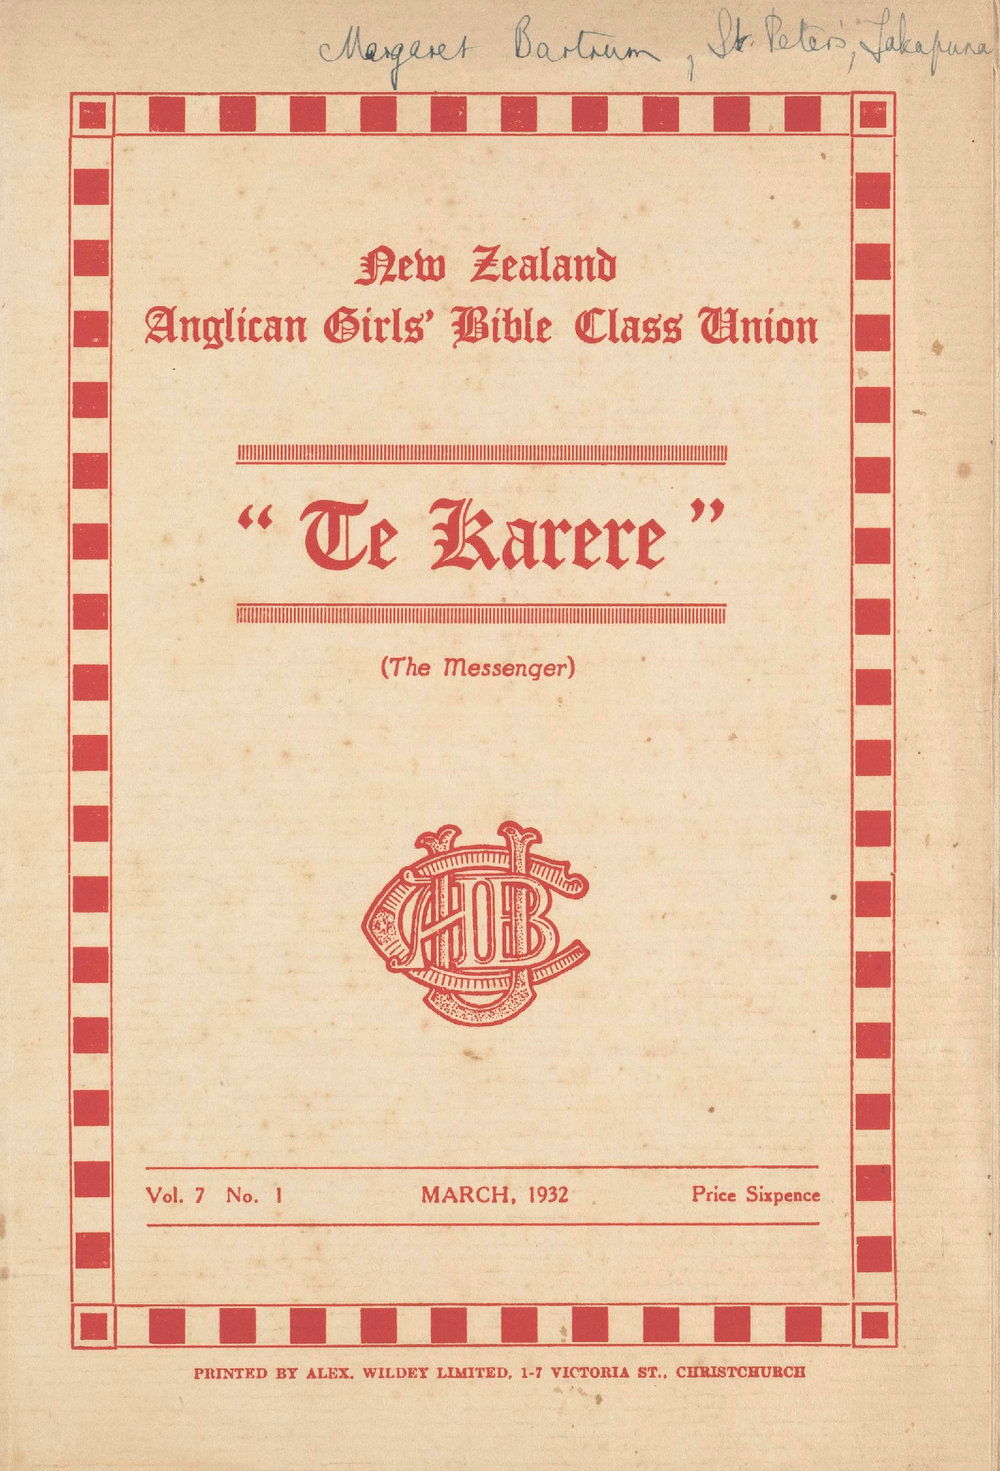 Margaret Bartrum, St. Peter's, Takapuna
New Zealand
Anglican Girls' Bible Class Union
“Te Karere”
(The Messenger)
Vol. 7 No. 1 MARCH, 1932 Price Sixpence
PRINTED BY ALEX. WILDEY LIMITED, 1-7 VICTORIA ST., CHRISTCHURCH